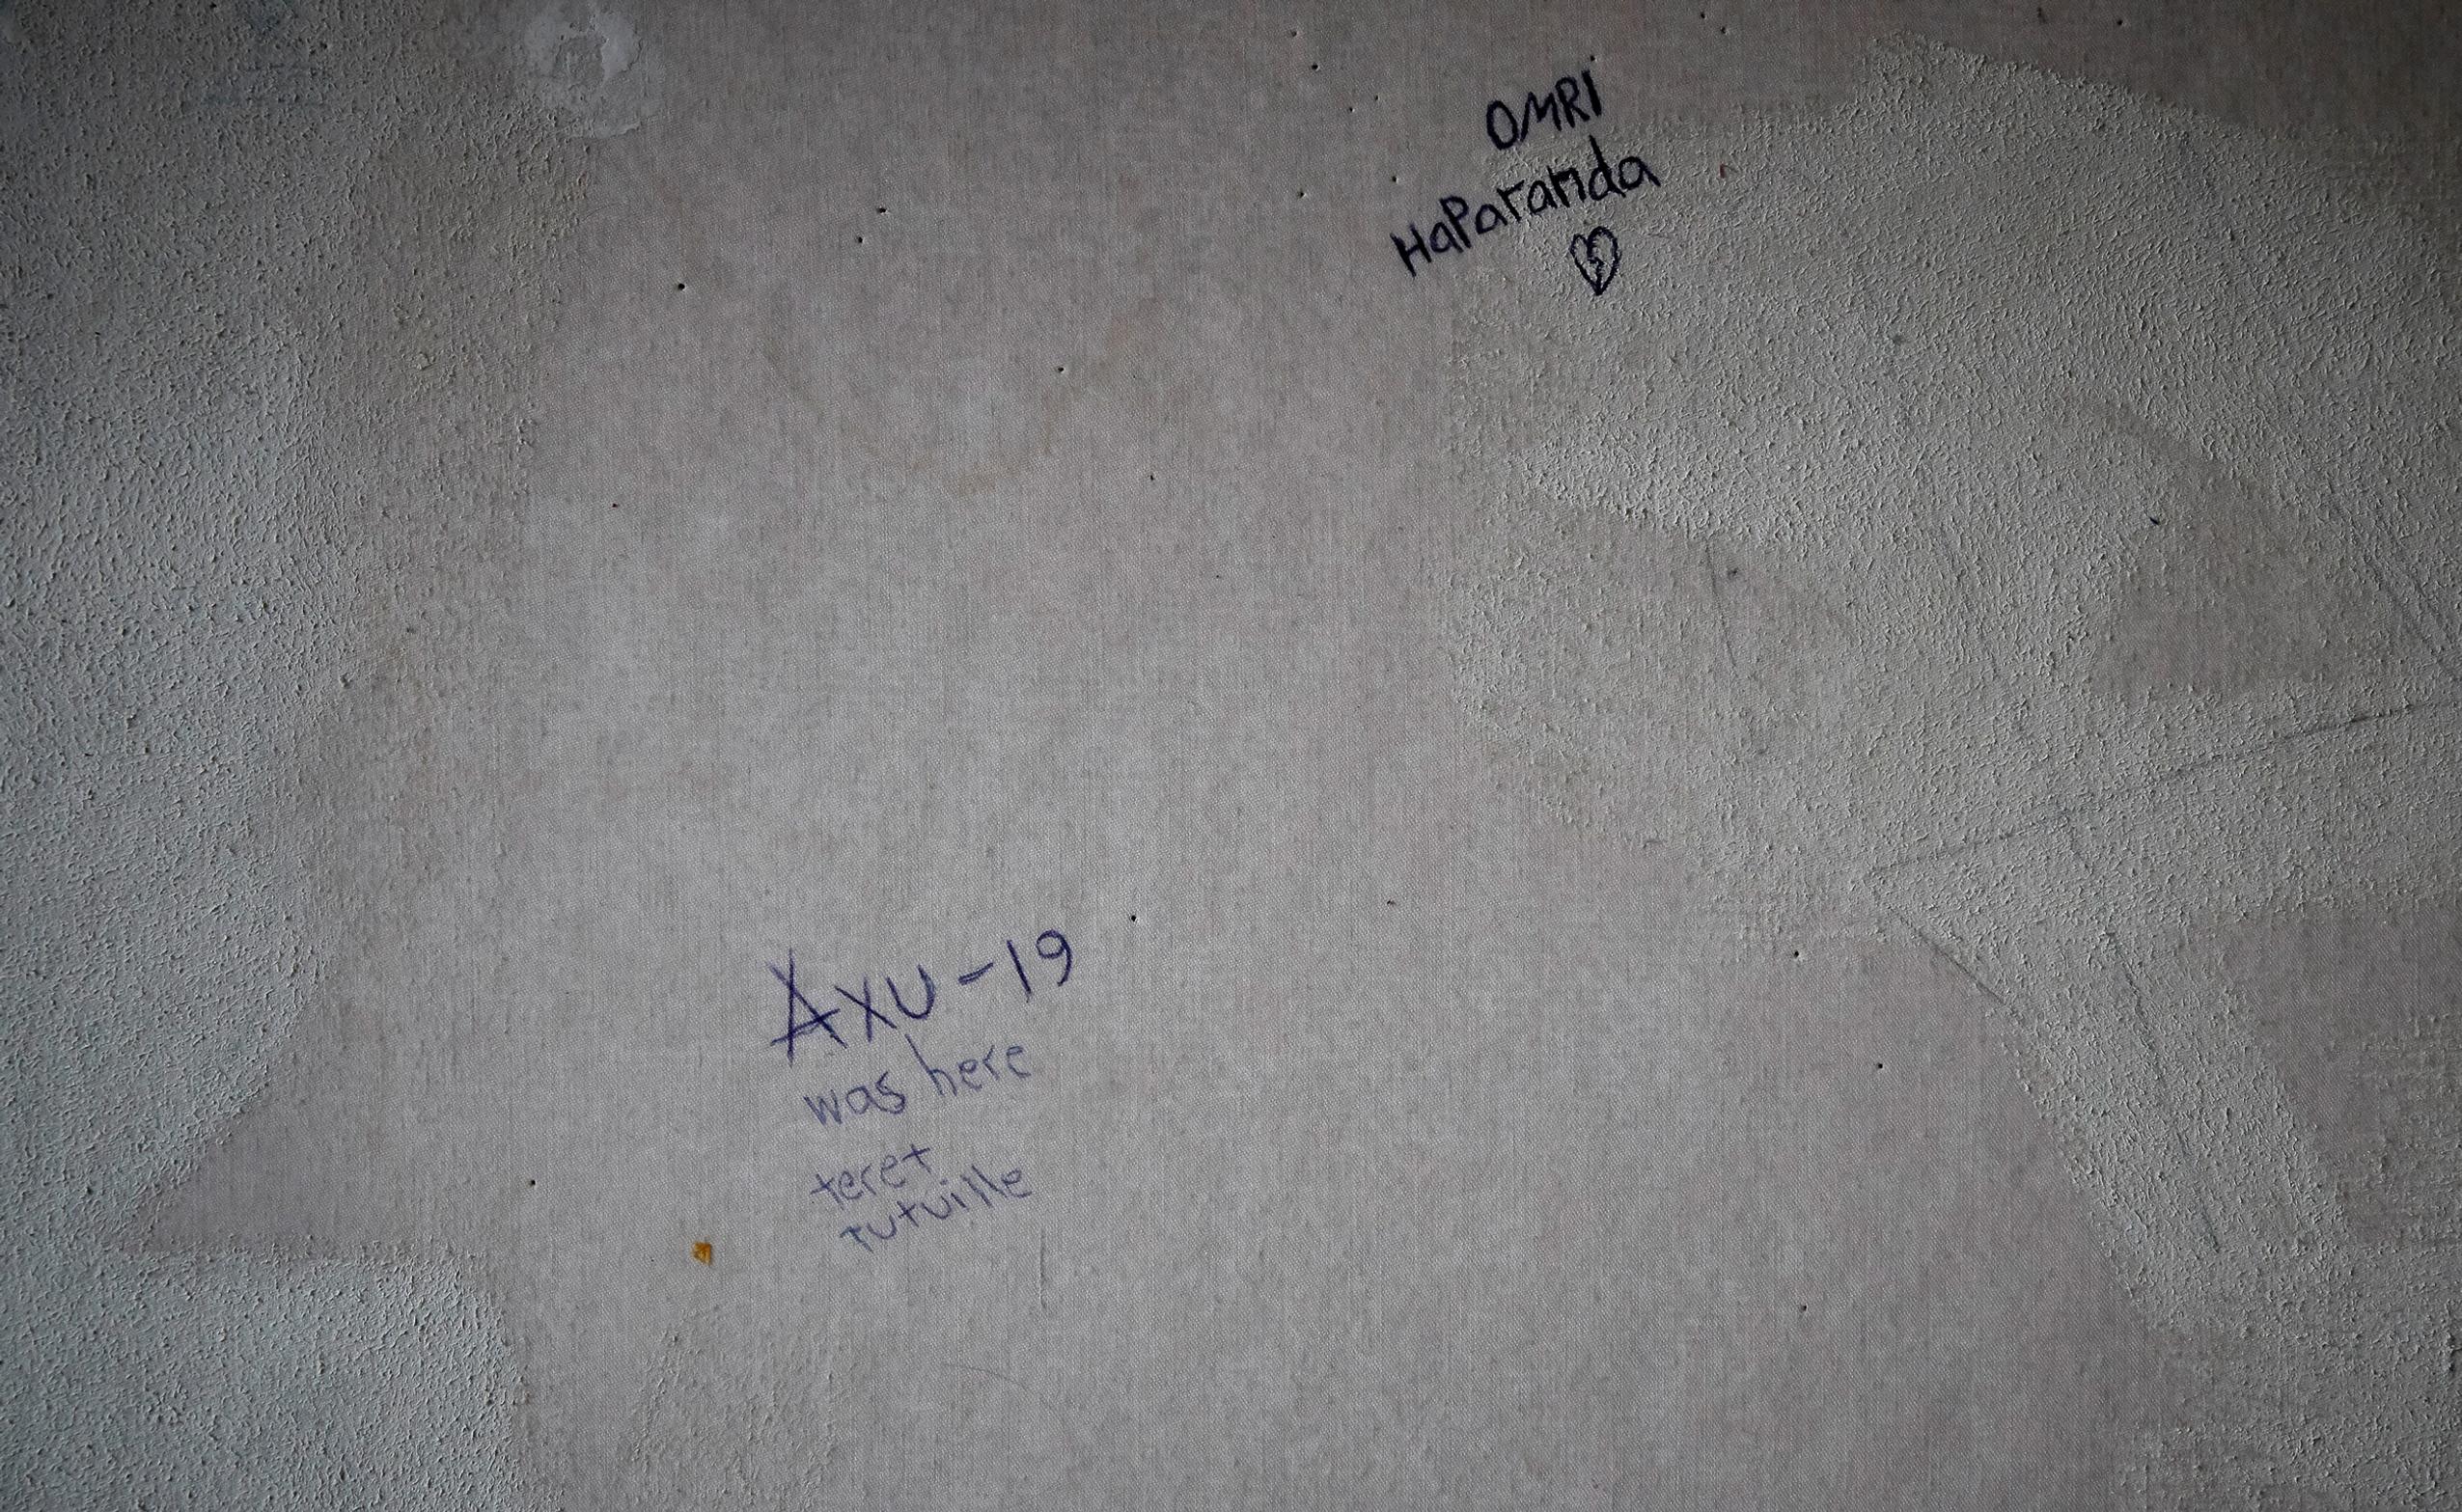 OMRI
HaParanda
Axu-19
was here
teret
tutuille